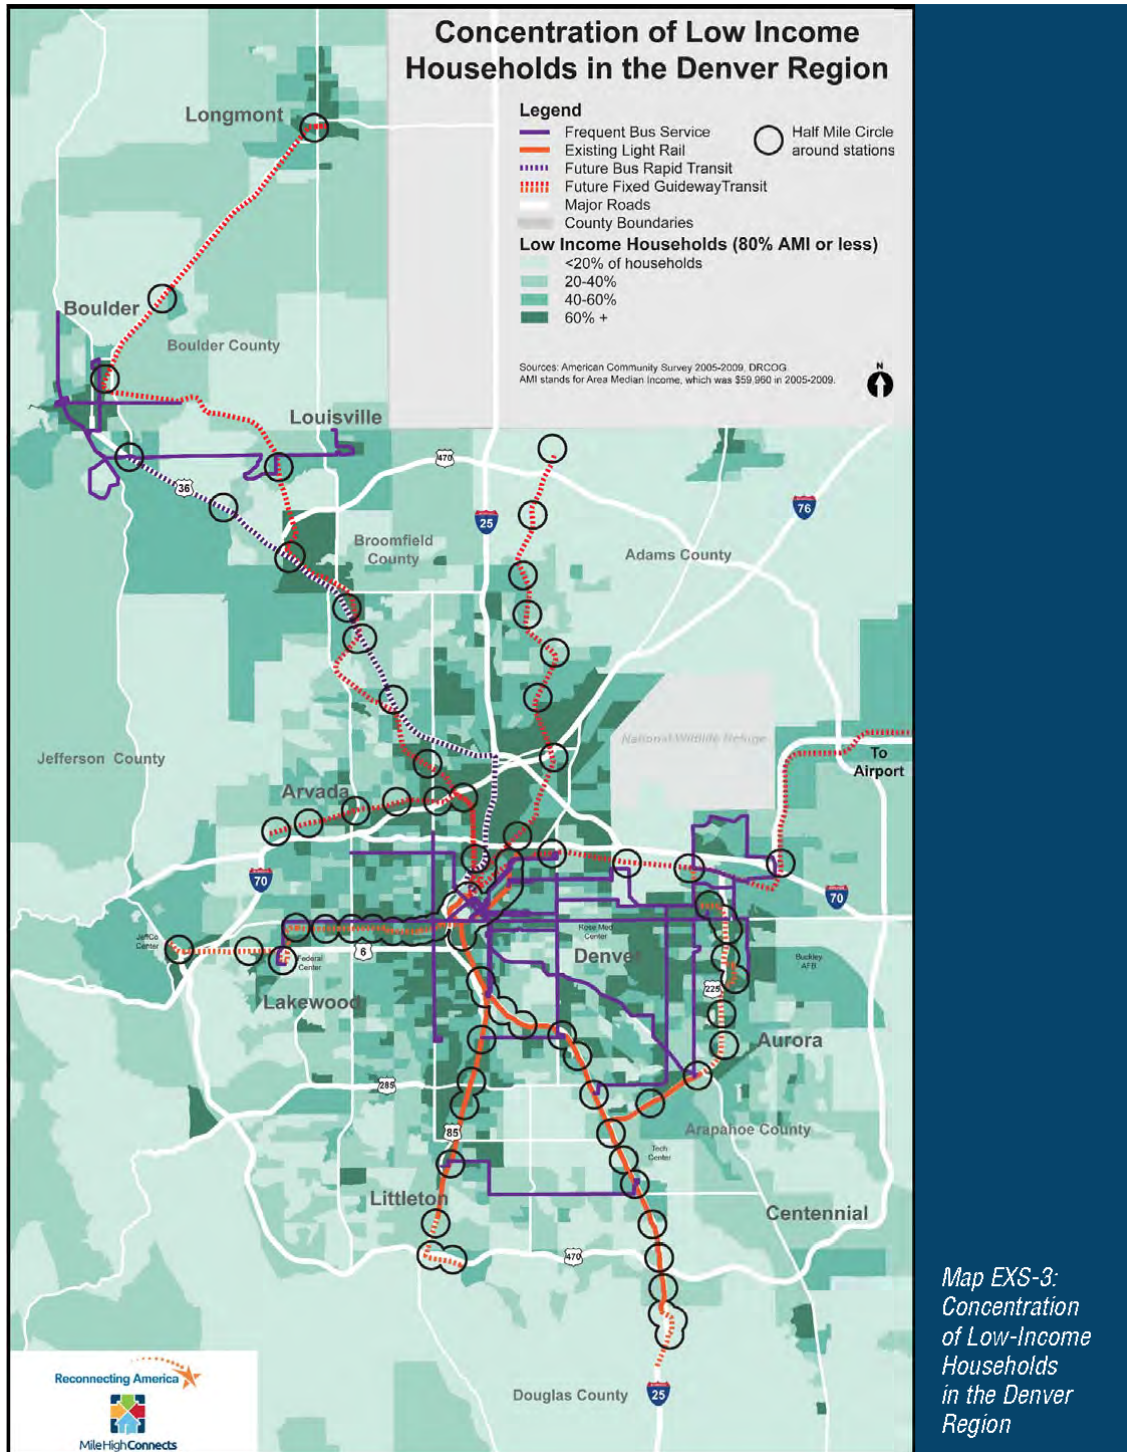 Concentration of Low Income
Households in the Denver Region
Legend
Frequent Bus Service
Existing Light Rail
Future Bus Rapid Transit
Future Fixed GuidewayTransit
Major Roads
County Boundaries
Half Mile Circle
around stations
Low Income Households (80% AMI or less)
<20% of households
20-40%
40-60%
60% +
Sources: American Community Survey 2005-2009, DRCOG
AMI stands for Area Median Income, which was $59,960 in 2005-2009.
N
Longmont
Boulder
Boulder County
Louisville
470
36
25
76
Broomfield
County
Adams County
National Wildlife Refuge
Jefferson County
To
Airport
Arvada
70
70
JeffCo
Center
Rose Med
Center
6
Federal
Center
Denver
Buckley
AFB
Lakewood
225
Aurora
285
85
Arapahoe County
Tech
Center
Littleton
Centennial
470
Douglas County
25
Reconnecting America
MileHighConnects
Map EXS-3:
Concentration
of Low-Income
Households
in the Denver
Region